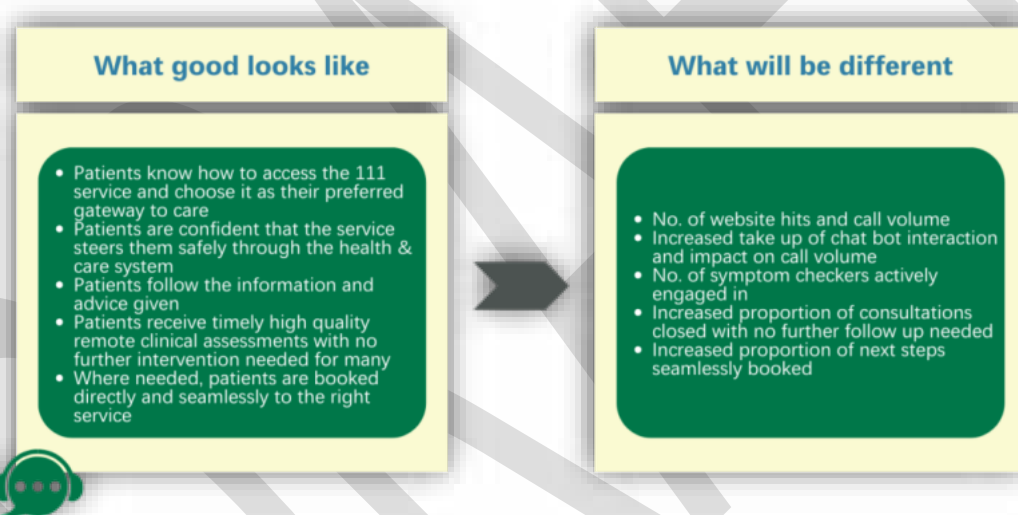 What good looks like
• Patients know how to access the 111
service and choose it as their preferred
gateway to care
• Patients are confident that the service
steers them safely through the health &
care system
• Patients follow the information and
advice given
• Patients receive timely high quality
remote clinical assessments with no
further intervention needed for many
• Where needed, patients are booked
directly and seamlessly to the right
service
What will be different
• No. of website hits and call volume
• Increased take up of chat bot interaction
and impact on call volume
• No. of symptom checkers actively
engaged in
• Increased proportion of consultations
closed with no further follow up needed
• Increased proportion of next steps
seamlessly booked